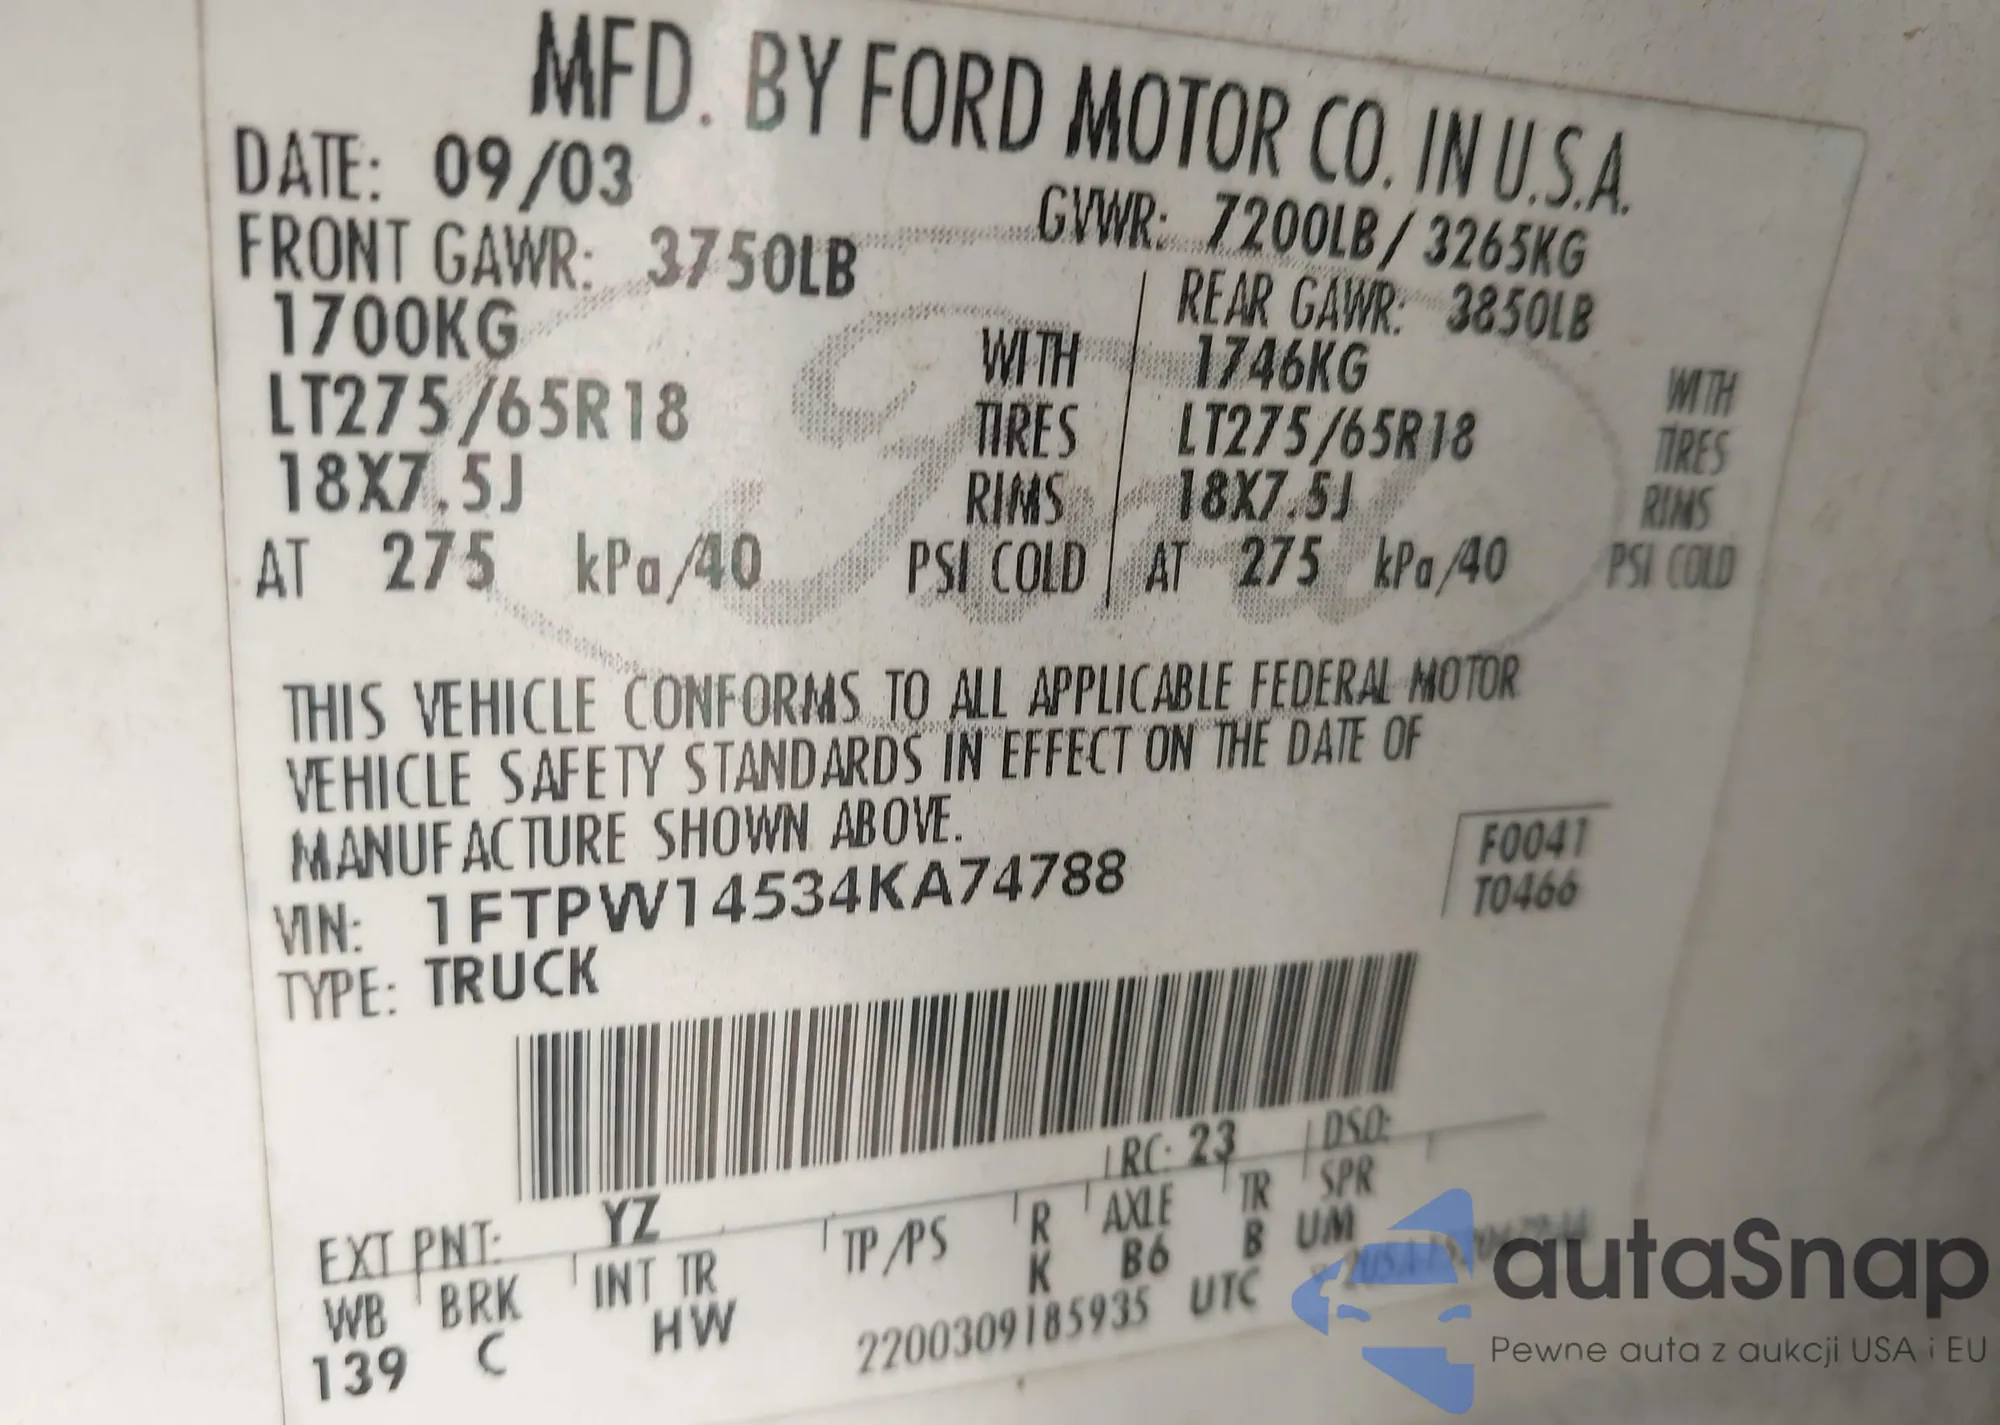 MFD. BY FORD MOTOR CO. IN U.S.A.
DATE: 09/03
GVWR: 7200LB/3265KG
FRONT GAWR: 3750LB
1700KG WITH
LT275/65R18 TIRES
18X7.5J RIMS
AT 275 kPa/40 PSI COLD
REAR GAWR: 3850LB
1746KG WITH
LT275/65R18 TIRES
18X7.5J RIMS
AT 275 kPa/40 PSI COLD
THIS VEHICLE CONFORMS TO ALL APPLICABLE FEDERAL MOTOR
VEHICLE SAFETY STANDARDS IN EFFECT ON THE DATE OF
MANUFACTURE SHOWN ABOVE.
VIN: 1FTPW14534KA74788
F0041
T0466
TYPE: TRUCK
EXT PNT: YZ RC: 23 DSO:
WB BRK INT TR TP/PS R AXLE TR SPR
139 C HW K B6 B UM
2200309185935 UTC
autaSnap
Pewne auta z aukcji USA i EU
Ford